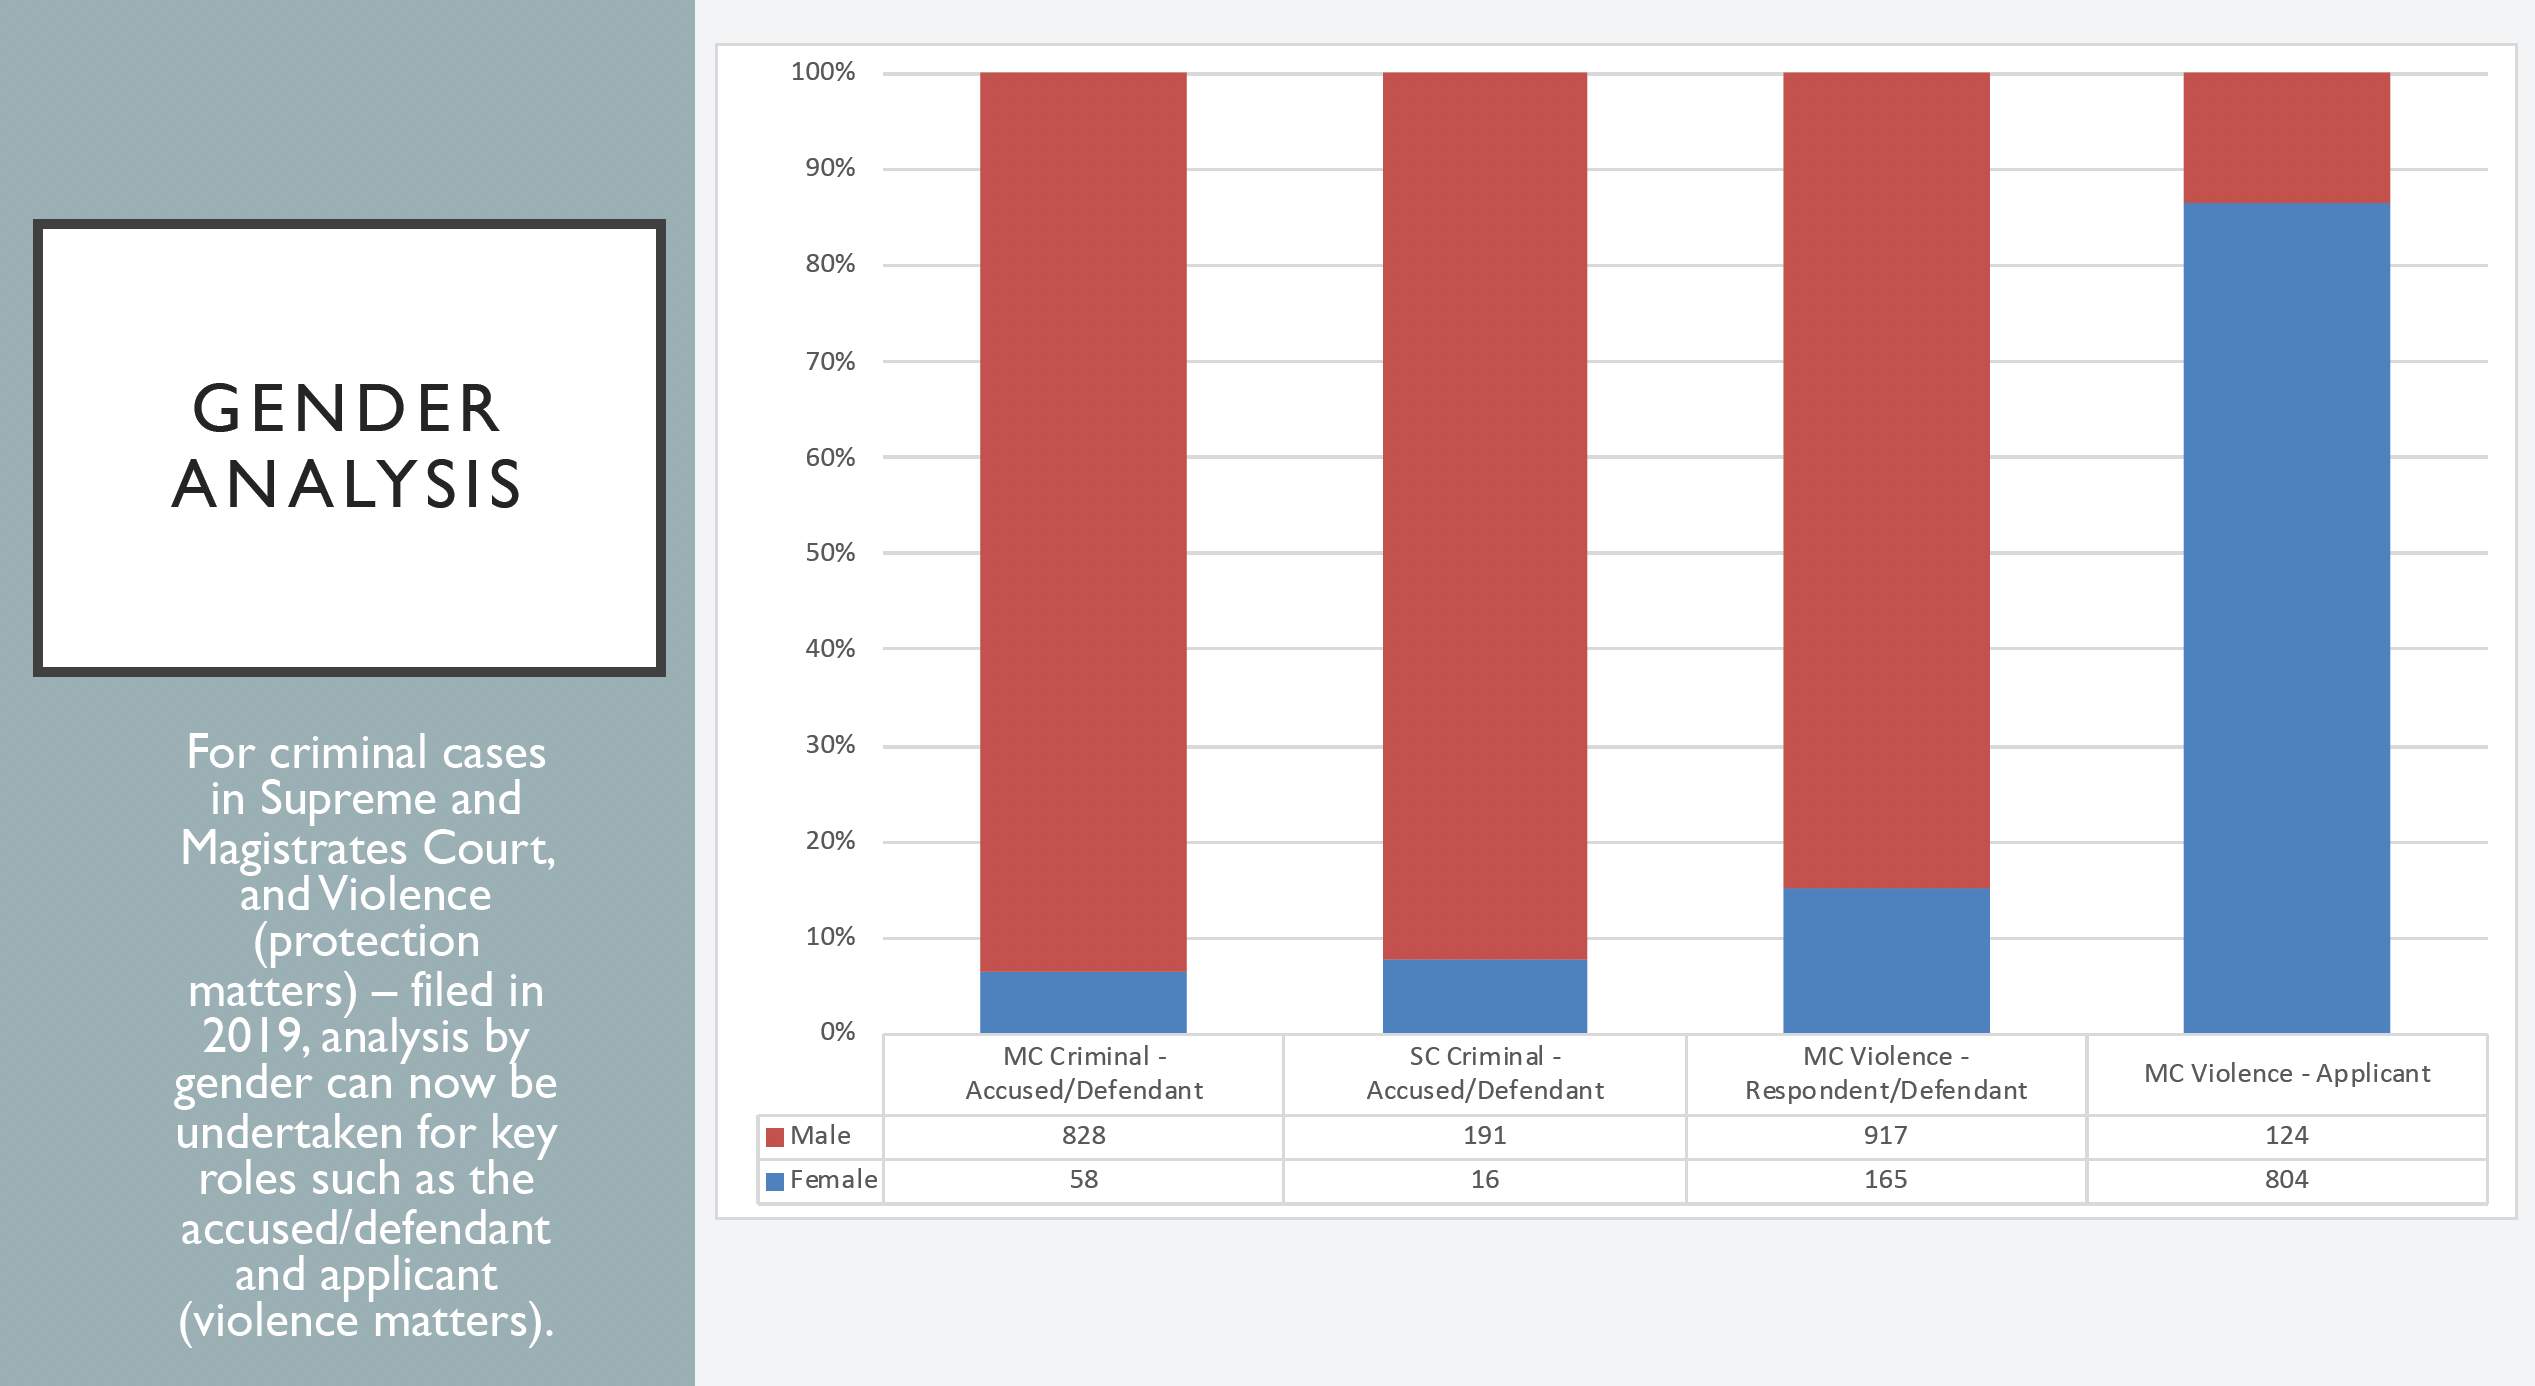 GENDER
ANALYSIS
For criminal cases
in Supreme and
Magistrates Court,
and Violence
(protection
matters) – filed in
2019, analysis by
gender can now be
undertaken for key
roles such as the
accused/defendant
and applicant
(violence matters).
100%
90%
80%
70%
60%
50%
40%
30%
20%
10%
0%
MC Criminal -
Accused/Defendant
SC Criminal -
Accused/Defendant
MC Violence -
Respondent/Defendant
MC Violence - Applicant
Male 828 191 917 124
Female 58 16 165 804